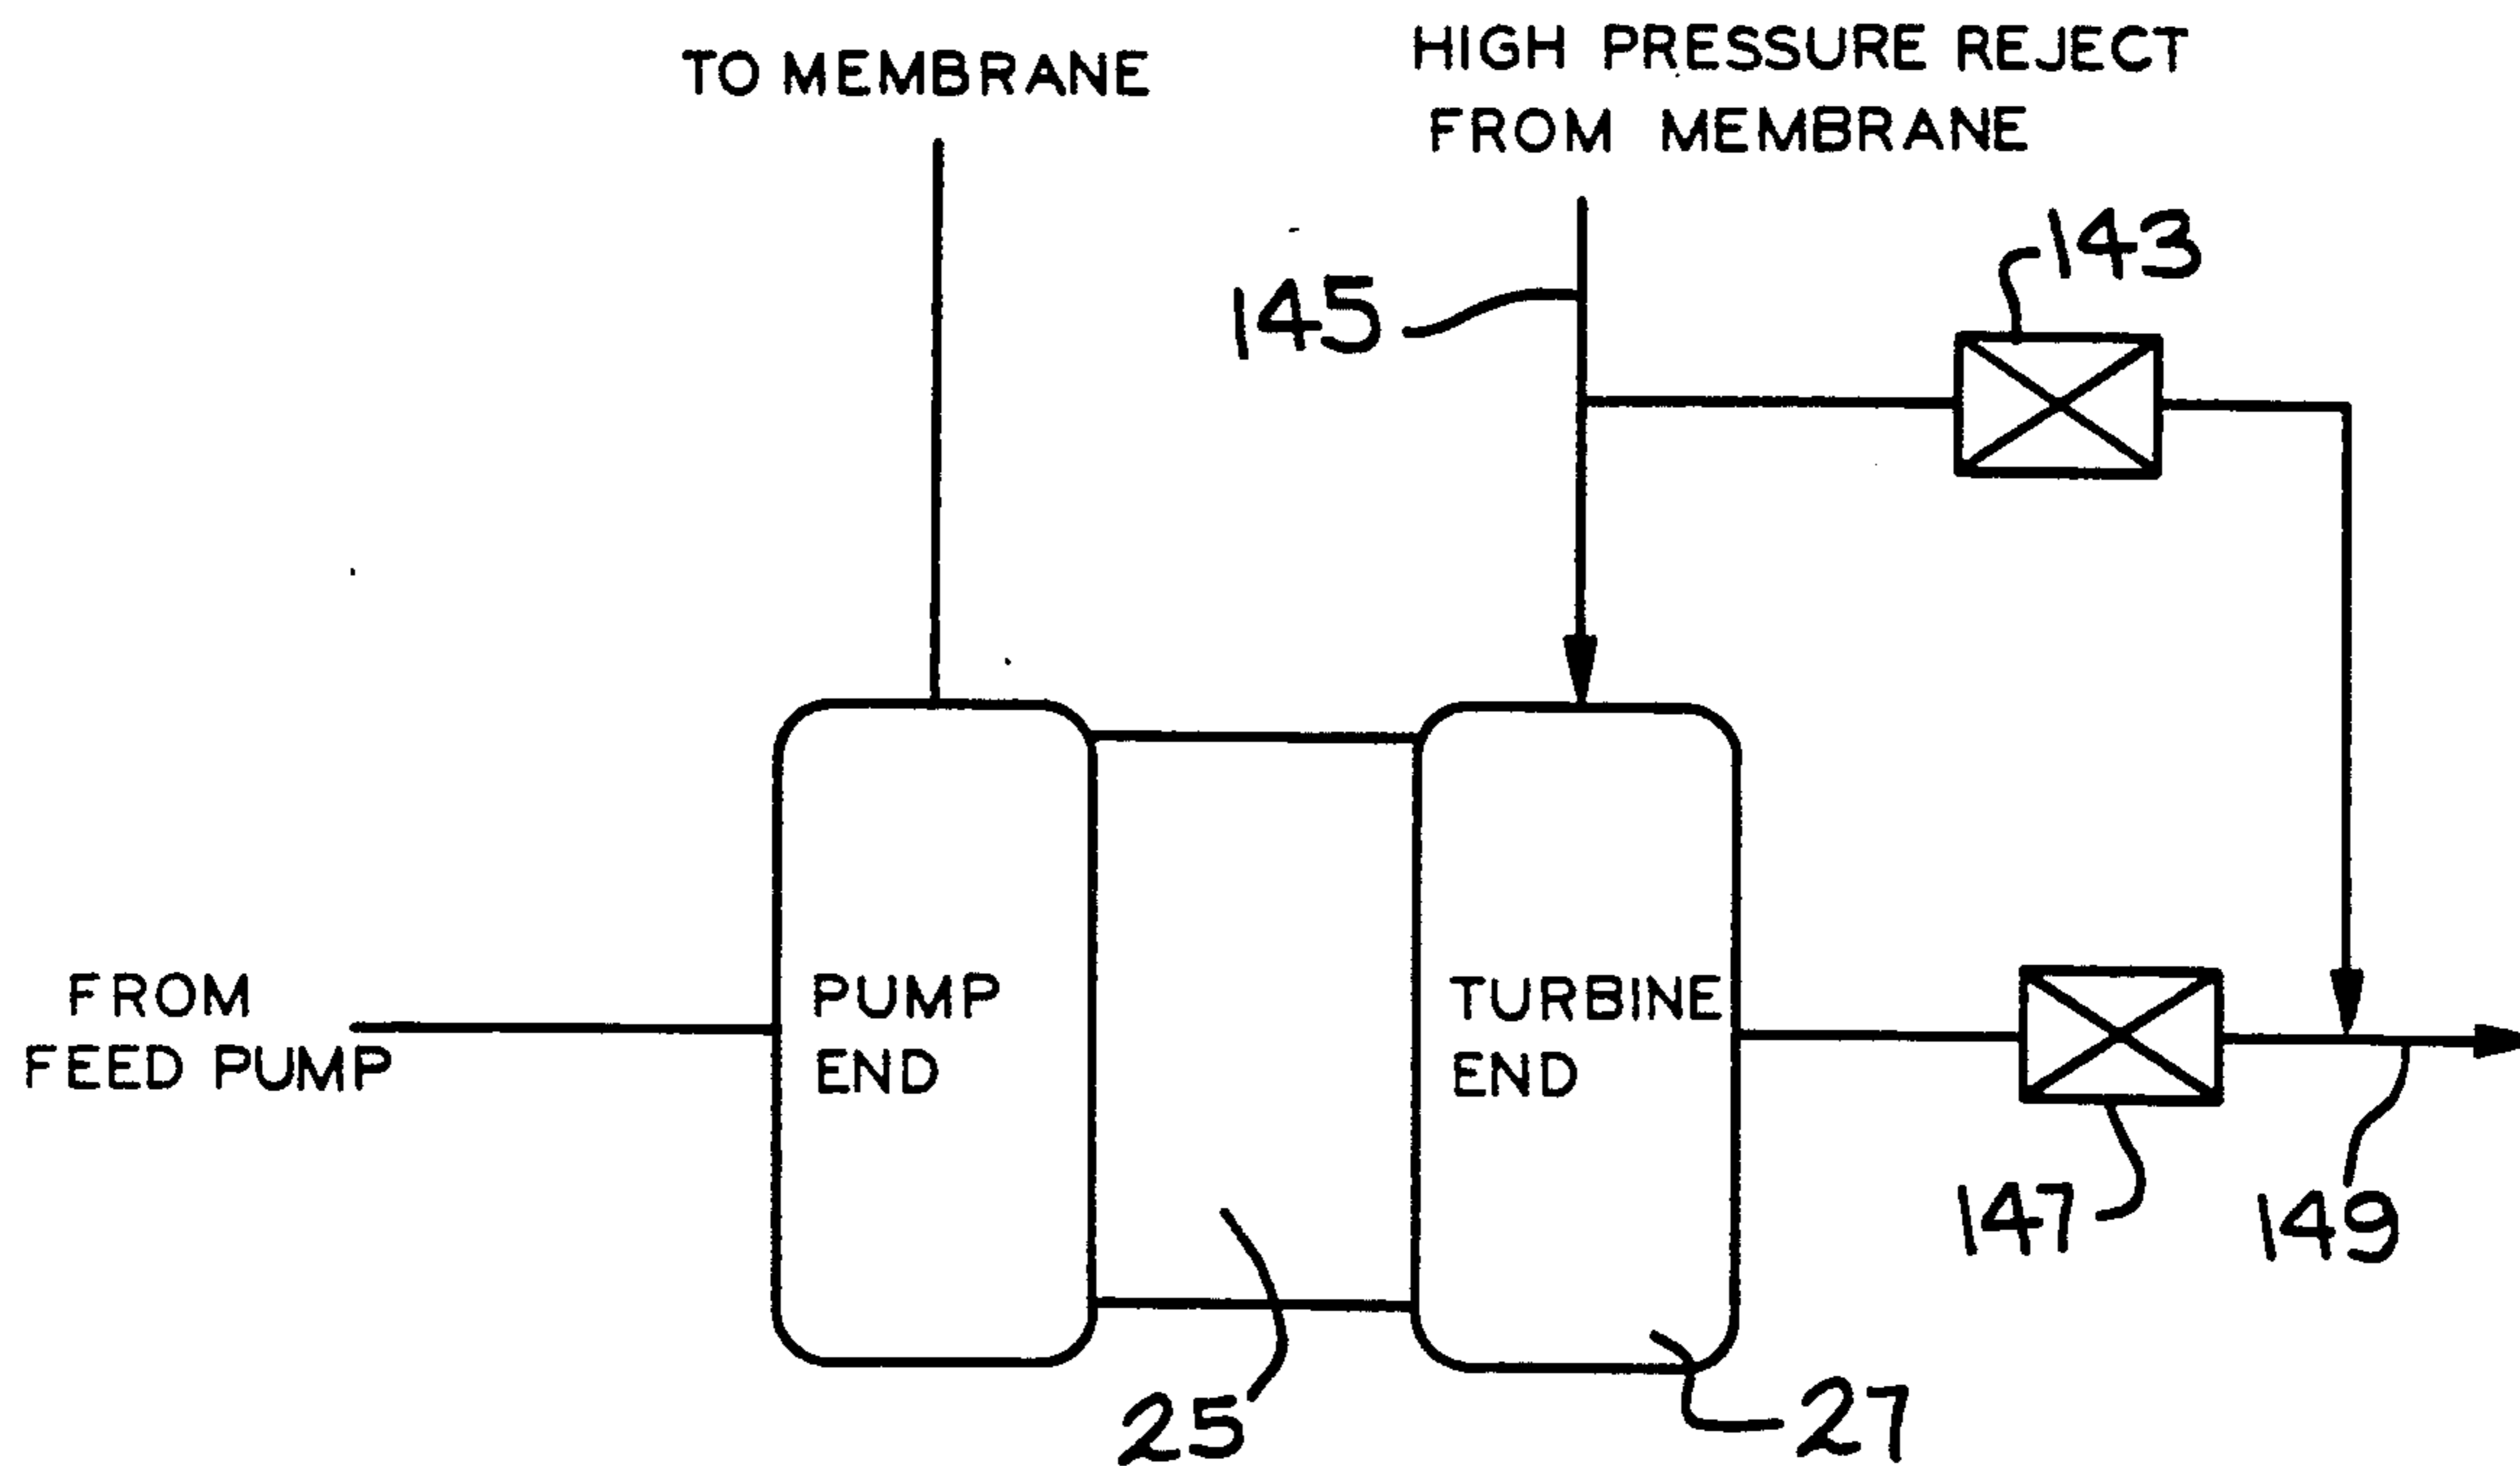 TO MEMBRANE
HIGH PRESSURE REJECT
FROM MEMBRANE
143
145
FROM
FEED PUMP
PUMP
END
TURBINE
END
147
149
25
27